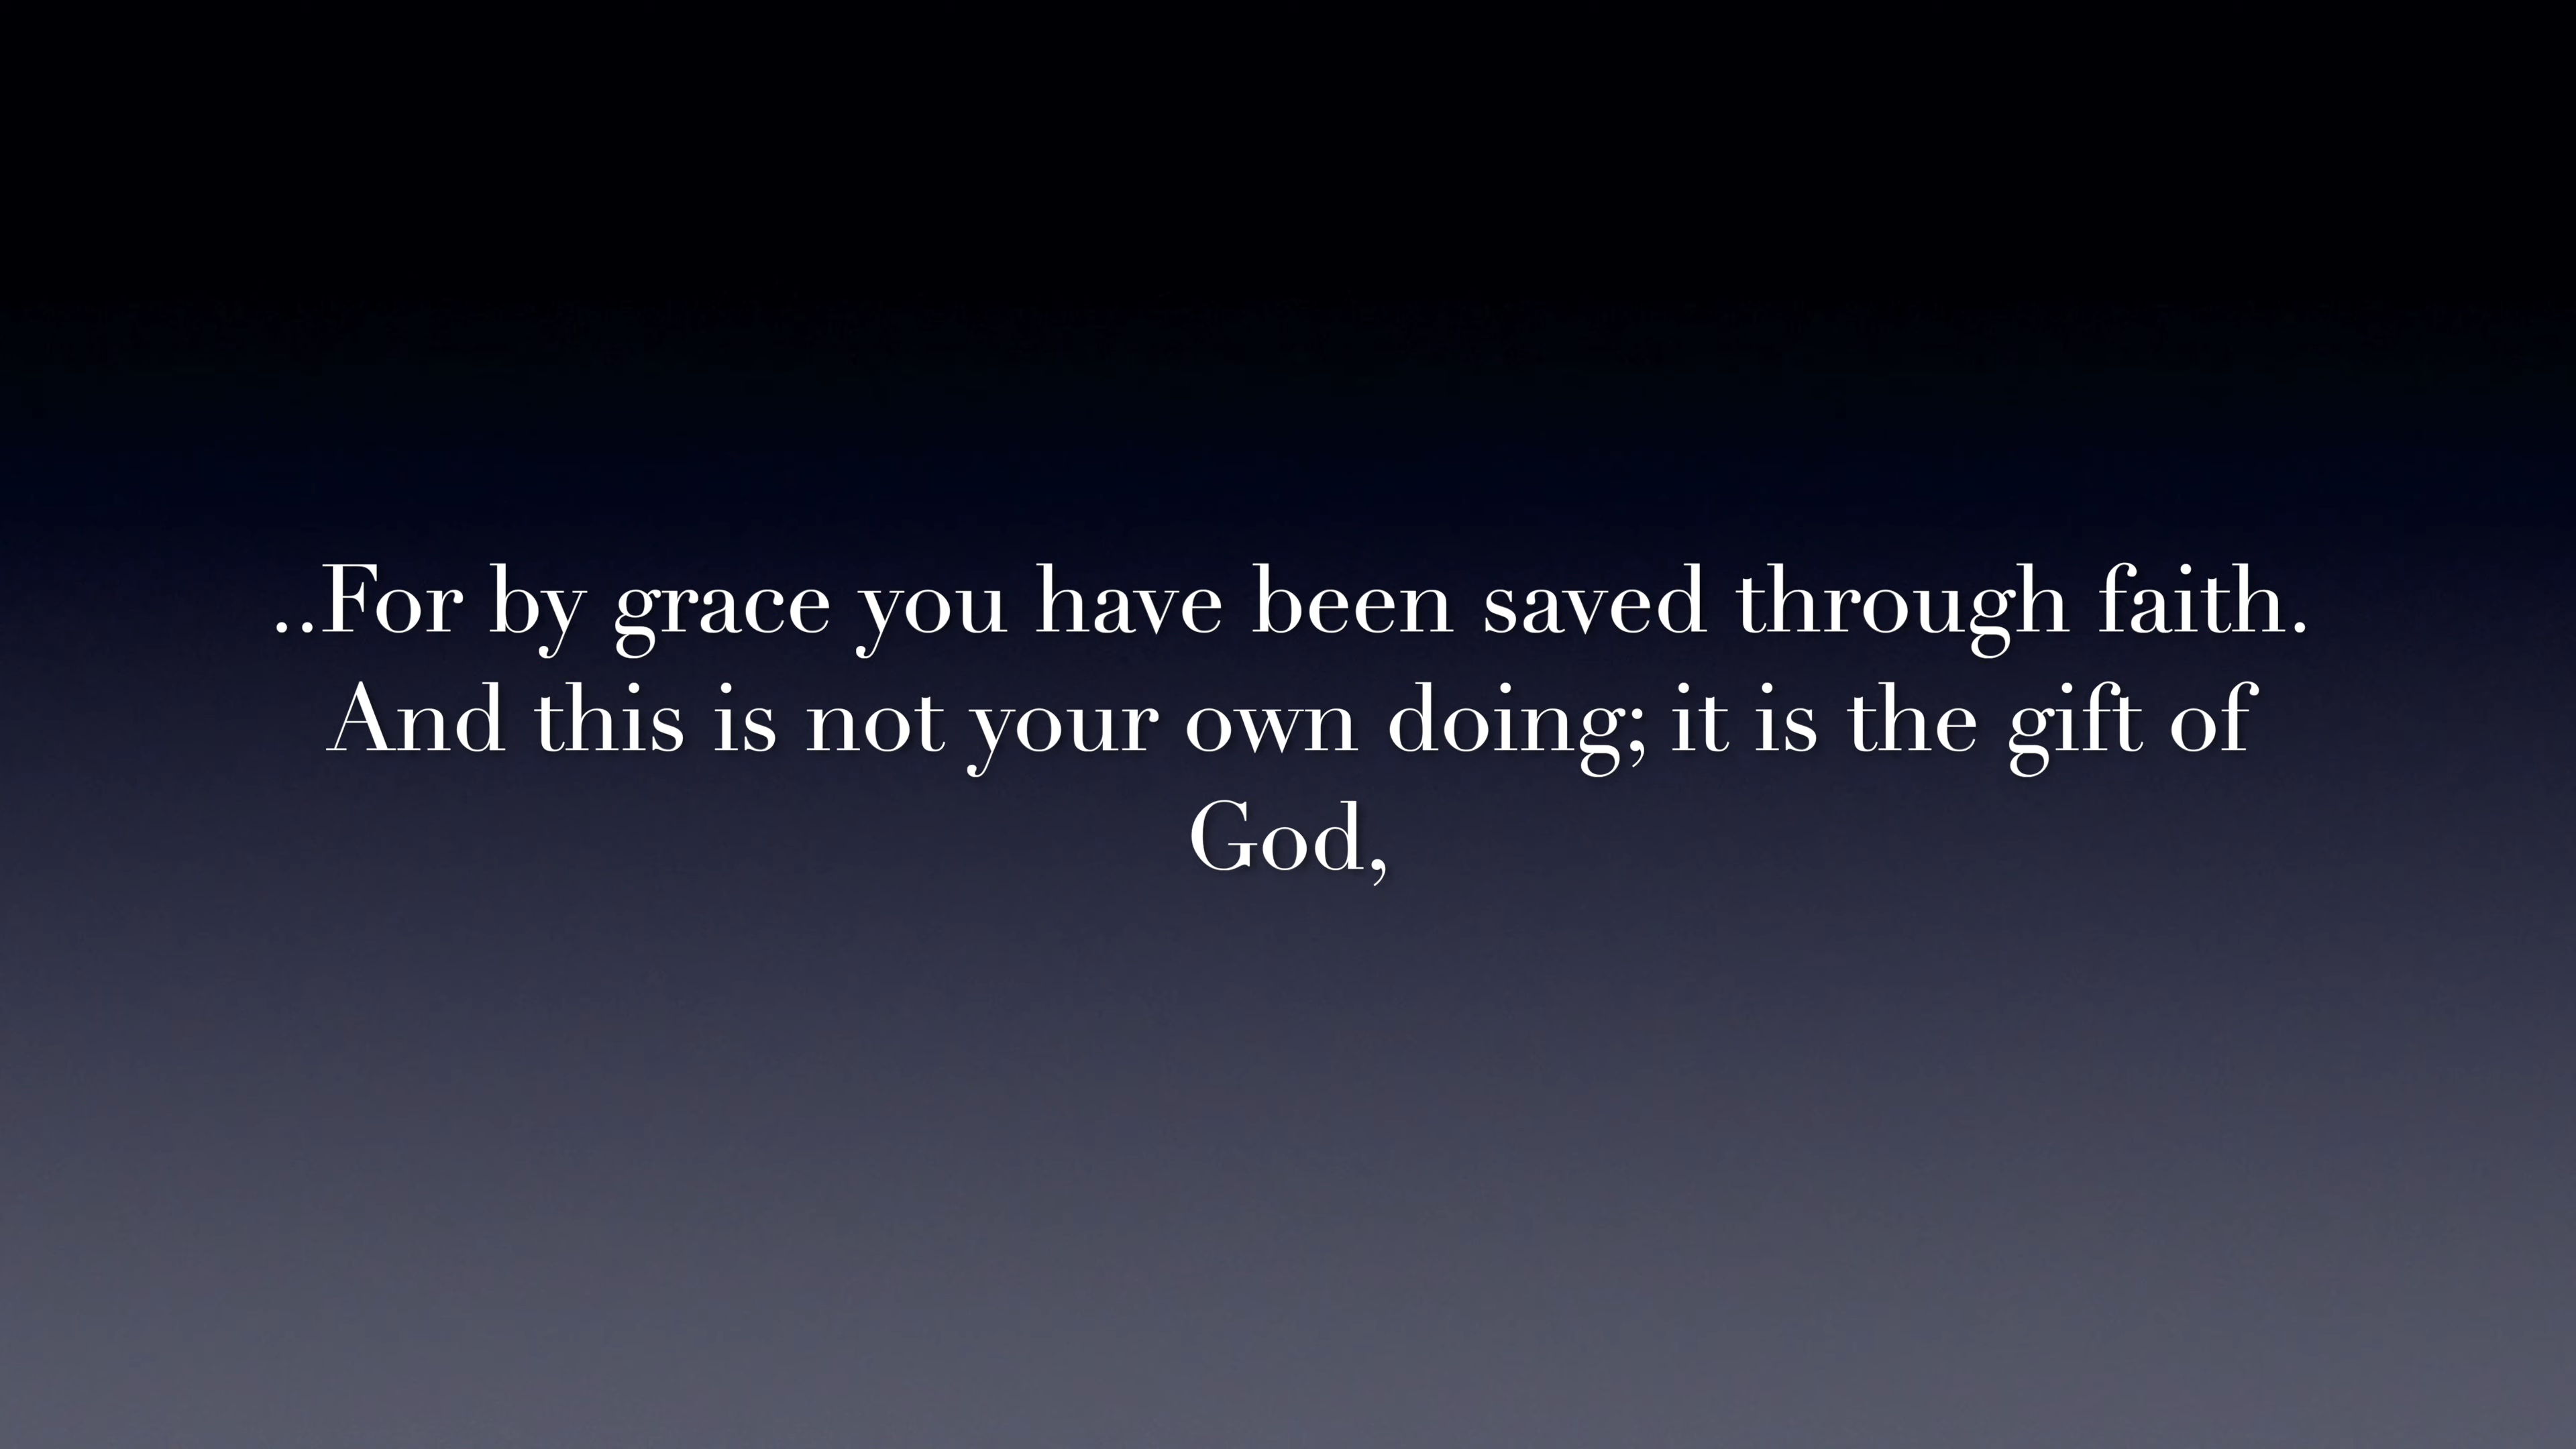 ..For by grace you have been saved through faith.
And this is not your own doing; it is the gift of
God,